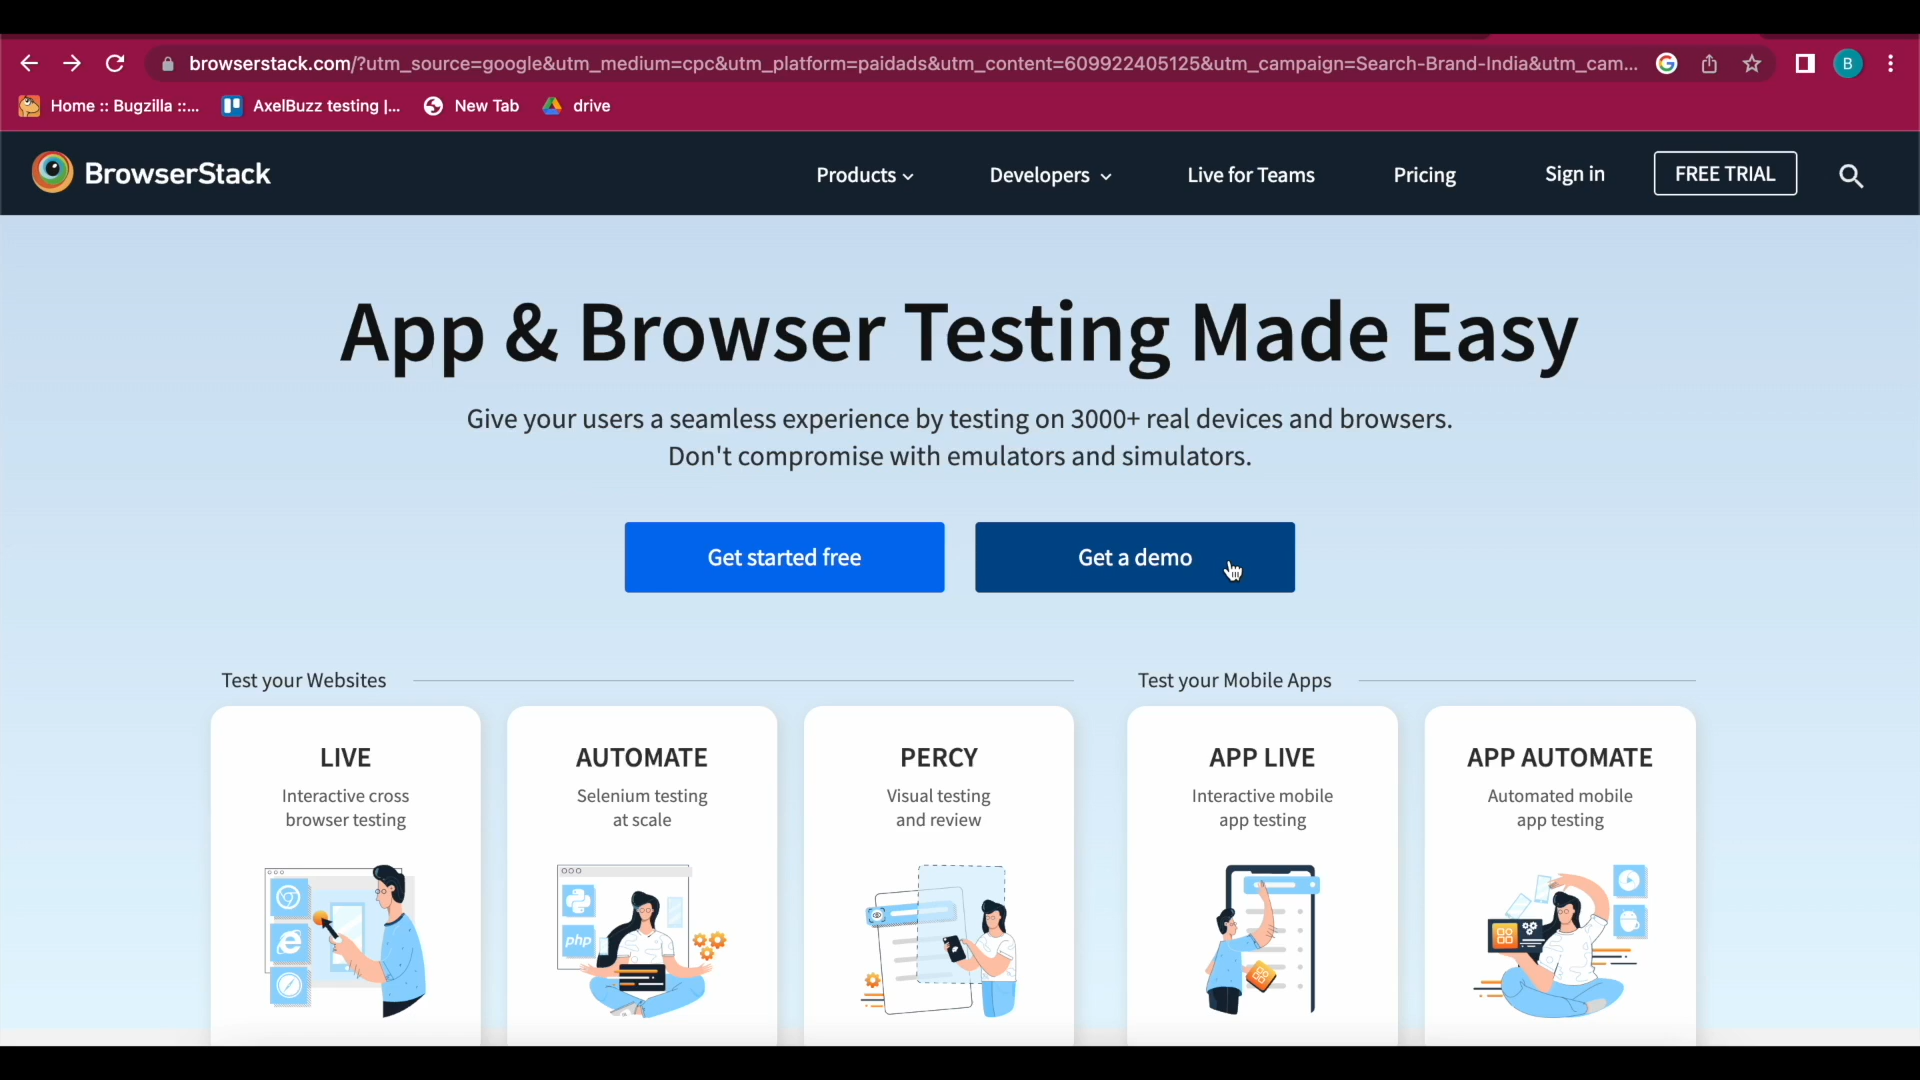 browserstack.com/?utm_source=google&utm_medium=cpc&utm_platform=paidads&utm_content=609922405125&utm_campaign=Search-Brand-India&utm_cam...
B
Home :: Bugzilla ::...
AxelBuzz testing |...
New Tab
drive
BrowserStack
Products
Developers
Live for Teams
Pricing
Sign in
FREE TRIAL
App & Browser Testing Made Easy
Give your users a seamless experience by testing on 3000+ real devices and browsers.
Don't compromise with emulators and simulators.
Get started free
Get a demo
Test your Websites
LIVE
Interactive cross
browser testing
AUTOMATE
Selenium testing
at scale
php
PERCY
Visual testing
and review
Test your Mobile Apps
APP LIVE
Interactive mobile
app testing
APP AUTOMATE
Automated mobile
app testing